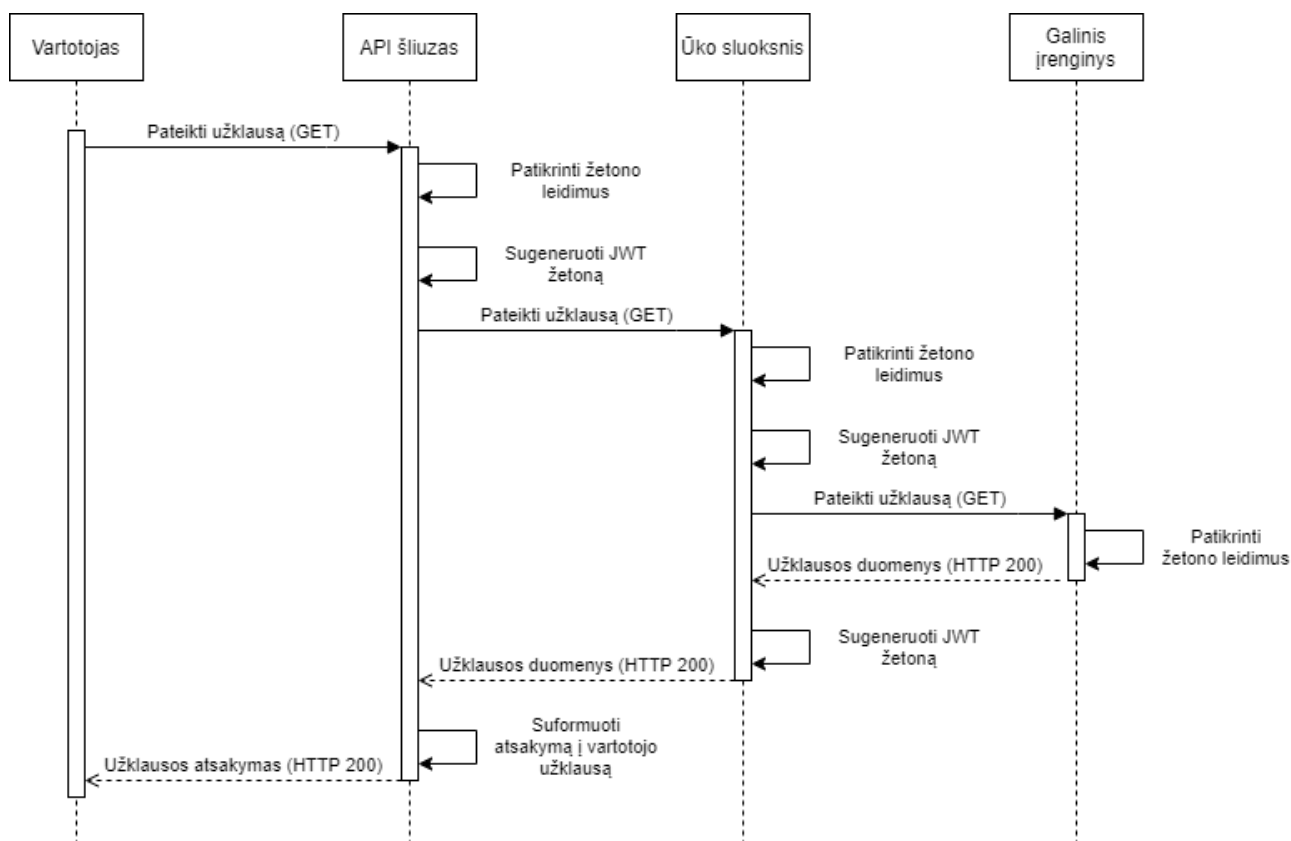 Vartotojas
API šliuzas
Ūko sluoksnis
Galinis
įrenginys
Pateikti užklausą (GET)
Patikrinti žetono
leidimus
Sugeneruoti JWT
žetoną
Pateikti užklausą (GET)
Patikrinti žetono
leidimus
Sugeneruoti JWT
žetoną
Pateikti užklausą (GET)
Patikrinti
žetono leidimus
Užklausos duomenys (HTTP 200)
Sugeneruoti JWT
žetoną
Užklausos duomenys (HTTP 200)
Suformuoti
atsakymą į vartotojo
užklausą
Užklausos atsakymas (HTTP 200)